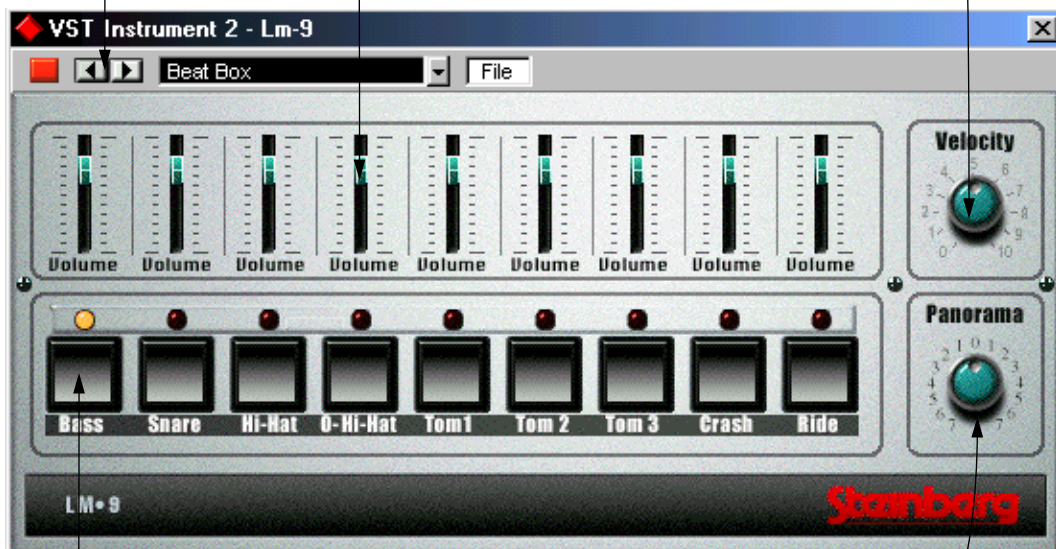 VST Instrument 2 - Lm-9
Beat Box File
Velocity
0 1 2 3 4 5 6 7 8 9 10
Volume Volume Volume Volume Volume Volume Volume Volume Volume
Panorama
7 6 5 4 3 2 1 0 1 2 3 4 5 6 7
Bass Snare Hi-Hat O-Hi-Hat Tom1 Tom 2 Tom 3 Crash Ride
LM•9 Steinberg